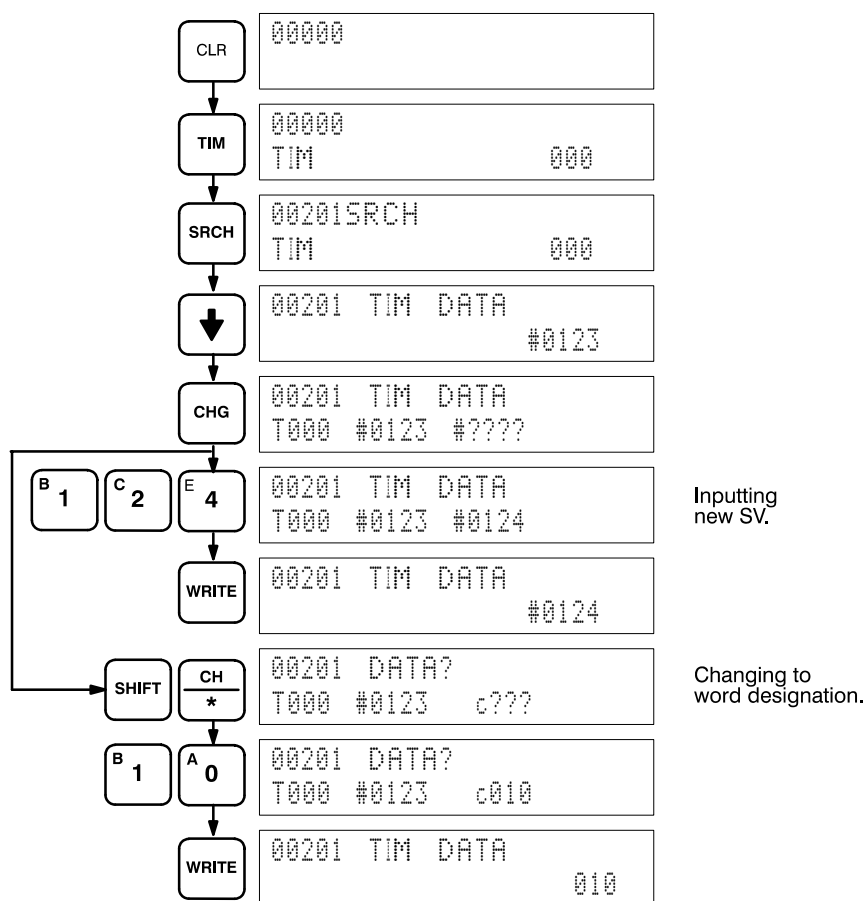 CLR
00000
TIM
00000
TIM 000
SRCH
00201SRCH
TIM 000
00201 TIM DATA
#0123
CHG
00201 TIM DATA
T000 #0123 #????
B 1 C 2 E 4
00201 TIM DATA
T000 #0123 #0124
Inputting
new SV.
WRITE
00201 TIM DATA
#0124
SHIFT CH
*
00201 DATA?
T000 #0123 c???
Changing to
word designation.
B 1 A 0
00201 DATA?
T000 #0123 c010
WRITE
00201 TIM DATA
010